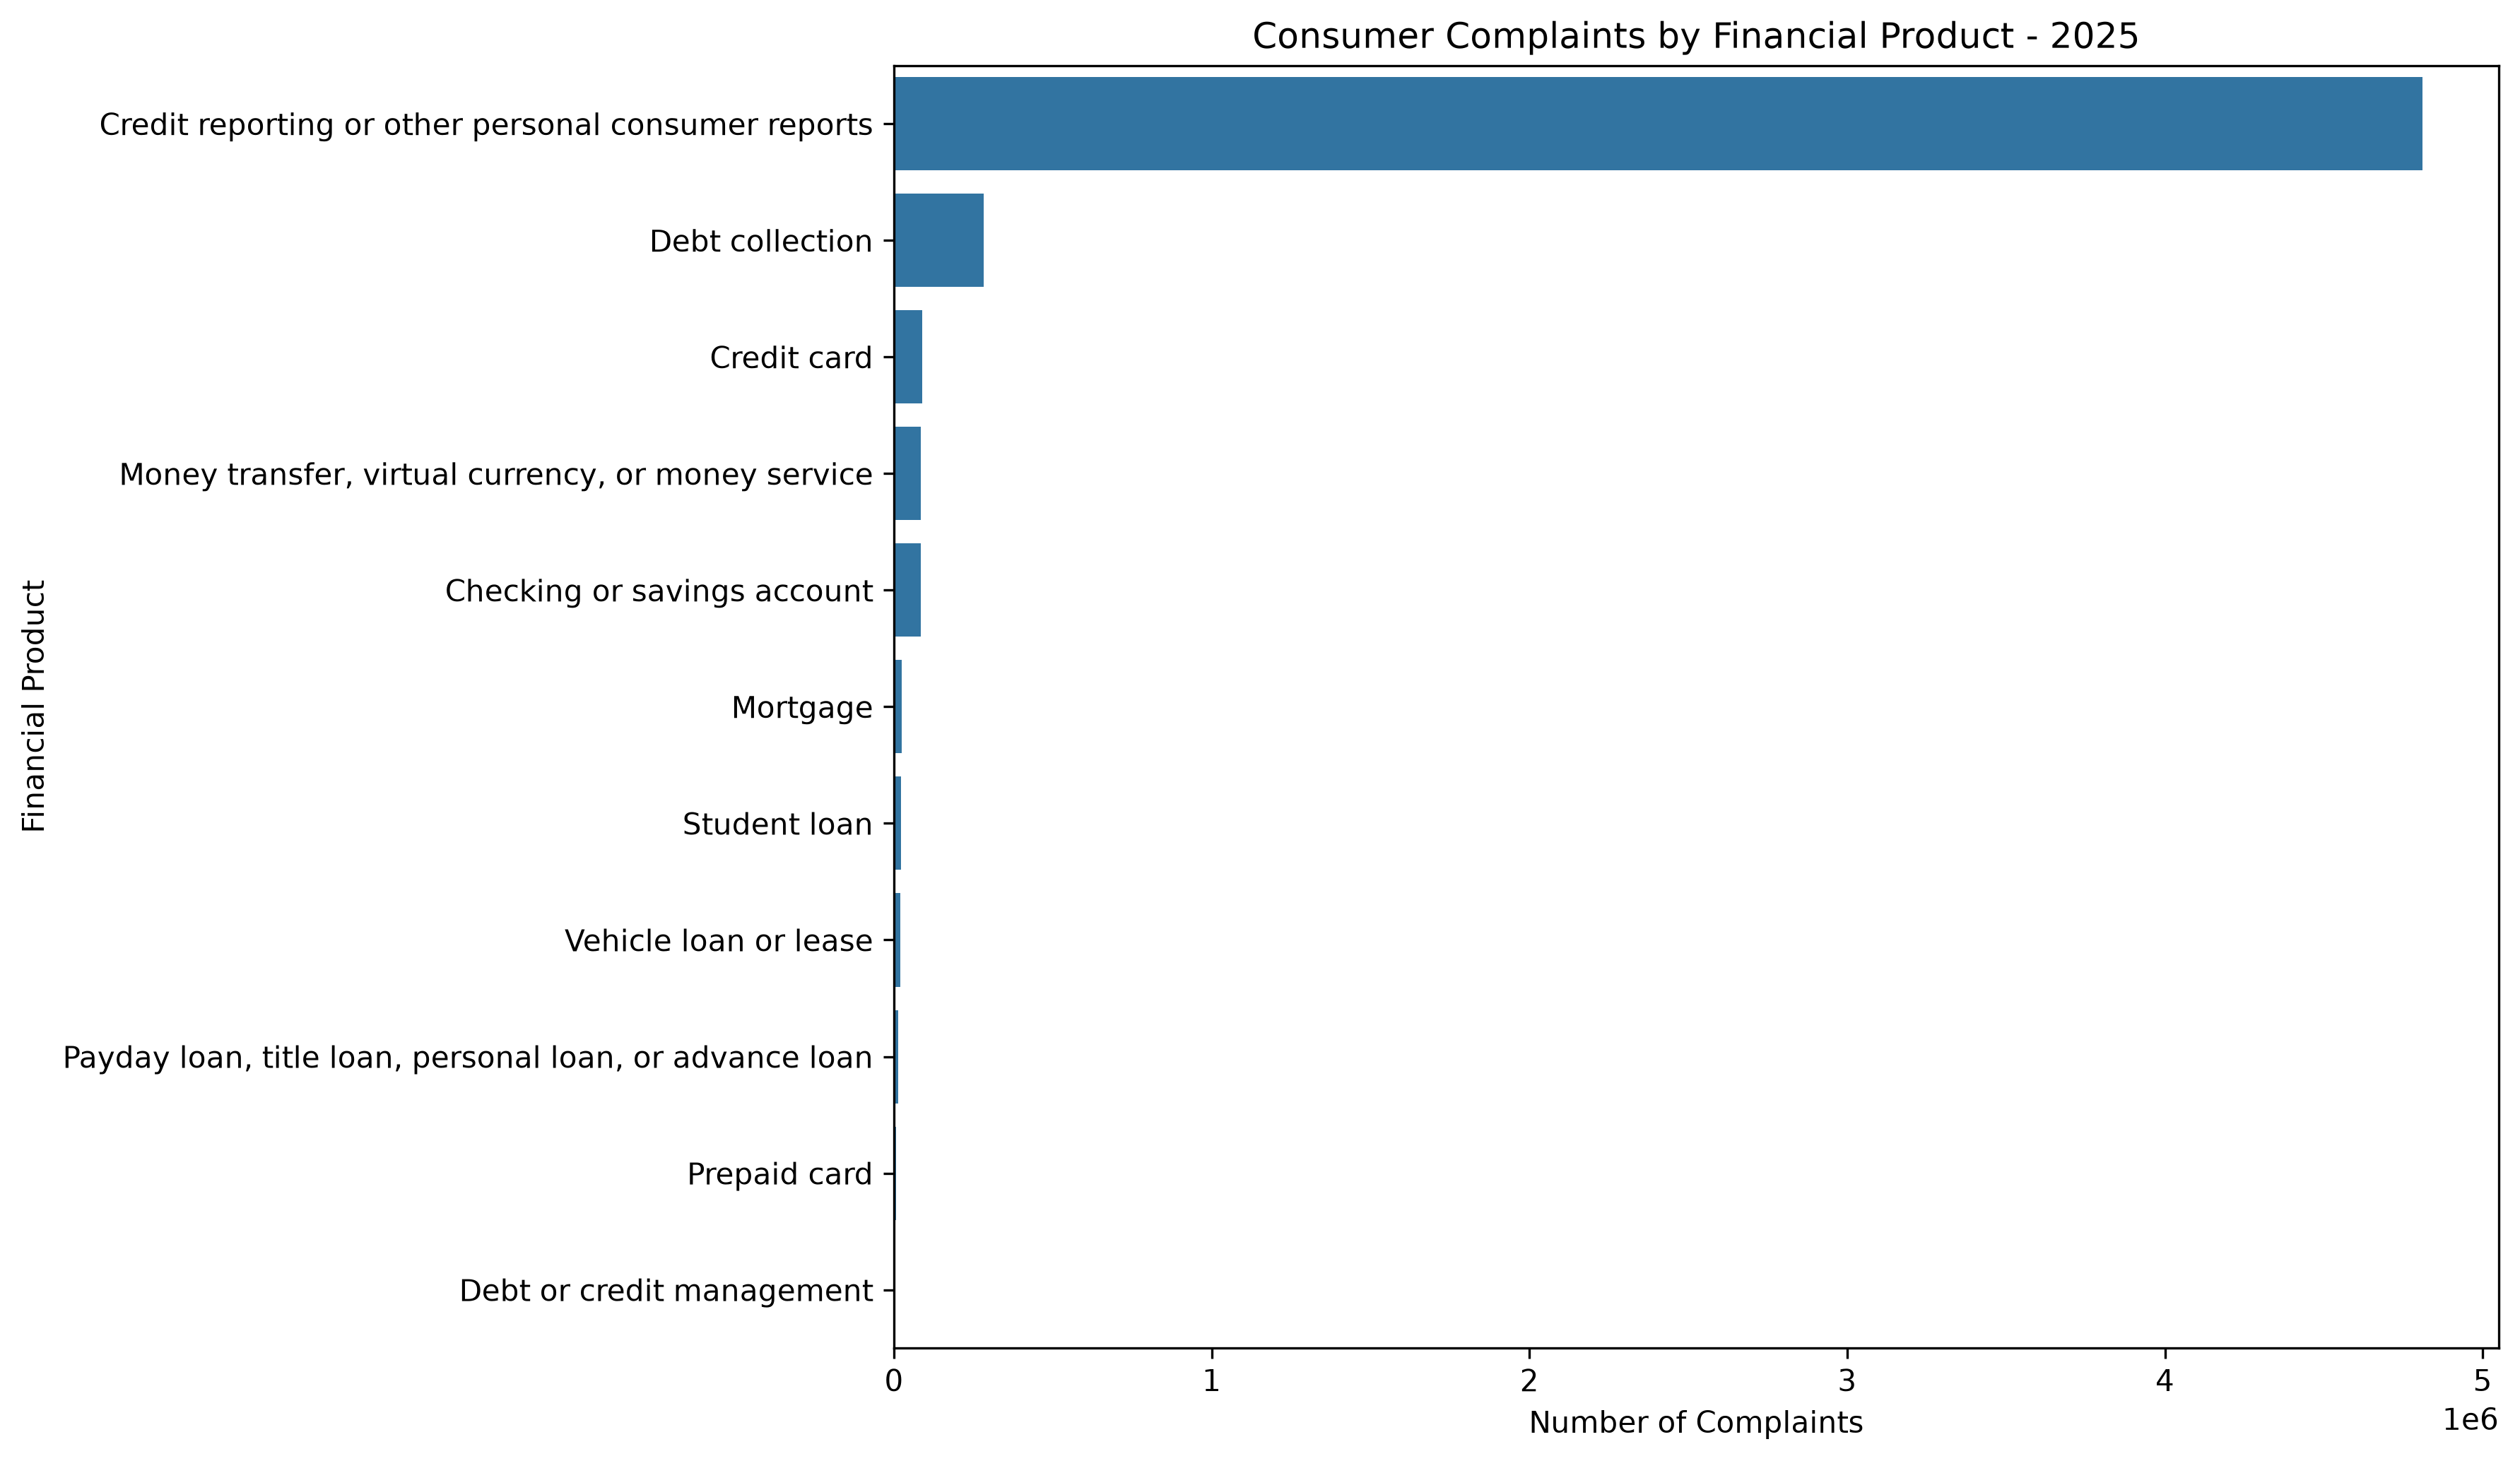 Consumer Complaints by Financial Product - 2025
Credit reporting or other personal consumer reports
Debt collection
Credit card
Money transfer, virtual currency, or money service
Checking or savings account
Mortgage
Student loan
Vehicle loan or lease
Payday loan, title loan, personal loan, or advance loan
Prepaid card
Debt or credit management
Financial Product
0 1 2 3 4 5
1e6
Number of Complaints